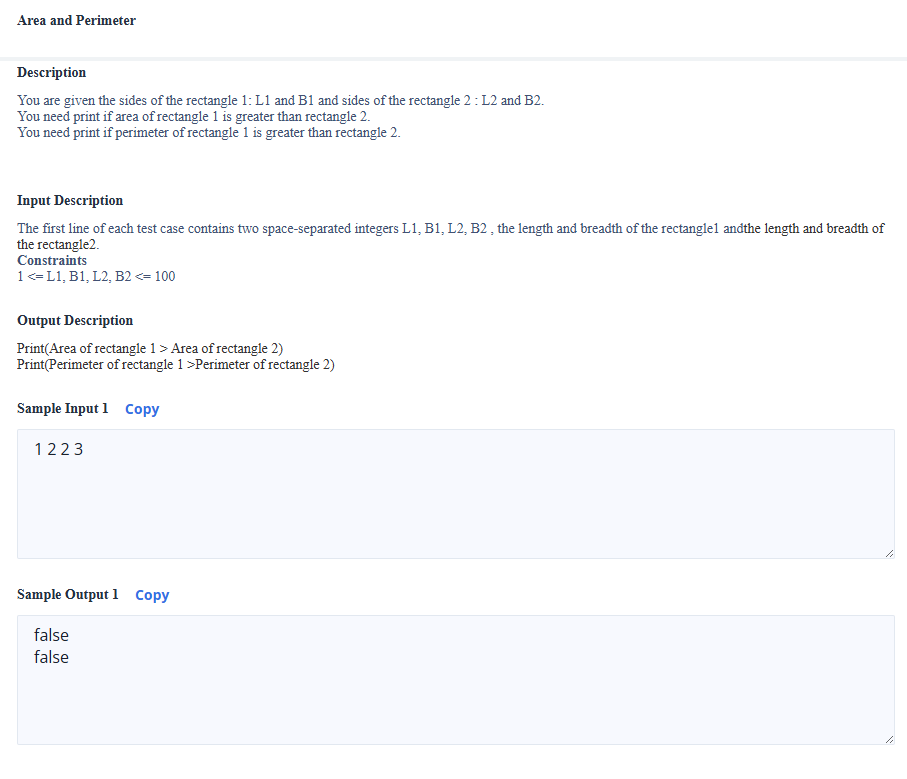 Area and Perimeter
Description
You are given the sides of the rectangle 1: L1 and B1 and sides of the rectangle 2 : L2 and B2.
You need print if area of rectangle 1 is greater than rectangle 2.
You need print if perimeter of rectangle 1 is greater than rectangle 2.
Input Description
The first line of each test case contains two space-separated integers L1, B1, L2, B2 , the length and breadth of the rectangle1 andthe length and breadth of
the rectangle2.
Constraints
1 <= L1, B1, L2, B2 <= 100
Output Description
Print(Area of rectangle 1 > Area of rectangle 2)
Print(Perimeter of rectangle 1 >Perimeter of rectangle 2)
Sample Input 1 Copy
1 2 2 3
Sample Output 1 Copy
false
false